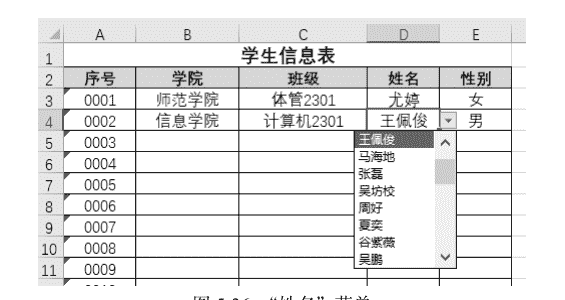 A B C D E
1 学生信息表
2 序号 学院 班级 姓名 性别
3 0001 师范学院 体管2301 尤婷 女
4 0002 信息学院 计算机2301 王佩俊 男
5 0003 王佩俊
6 0004 马海地
7 0005 张磊
吴坊校
8 0006 周好
9 0007 夏奕
10 0008 谷紫薇
11 0009 吴鹏